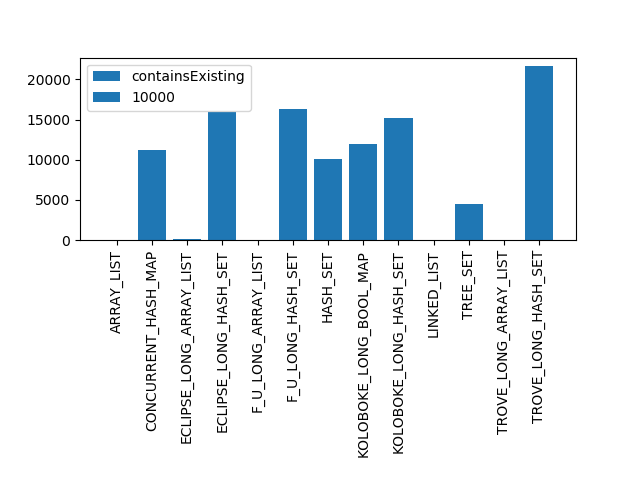 containsExisting
10000
20000
15000
10000
5000
0
ARRAY_LIST
CONCURRENT_HASH_MAP
ECLIPSE_LONG_ARRAY_LIST
ECLIPSE_LONG_HASH_SET
F_U_LONG_ARRAY_LIST
F_U_LONG_HASH_SET
HASH_SET
KOLOBOKE_LONG_BOOL_MAP
KOLOBOKE_LONG_HASH_SET
LINKED_LIST
TREE_SET
TROVE_LONG_ARRAY_LIST
TROVE_LONG_HASH_SET